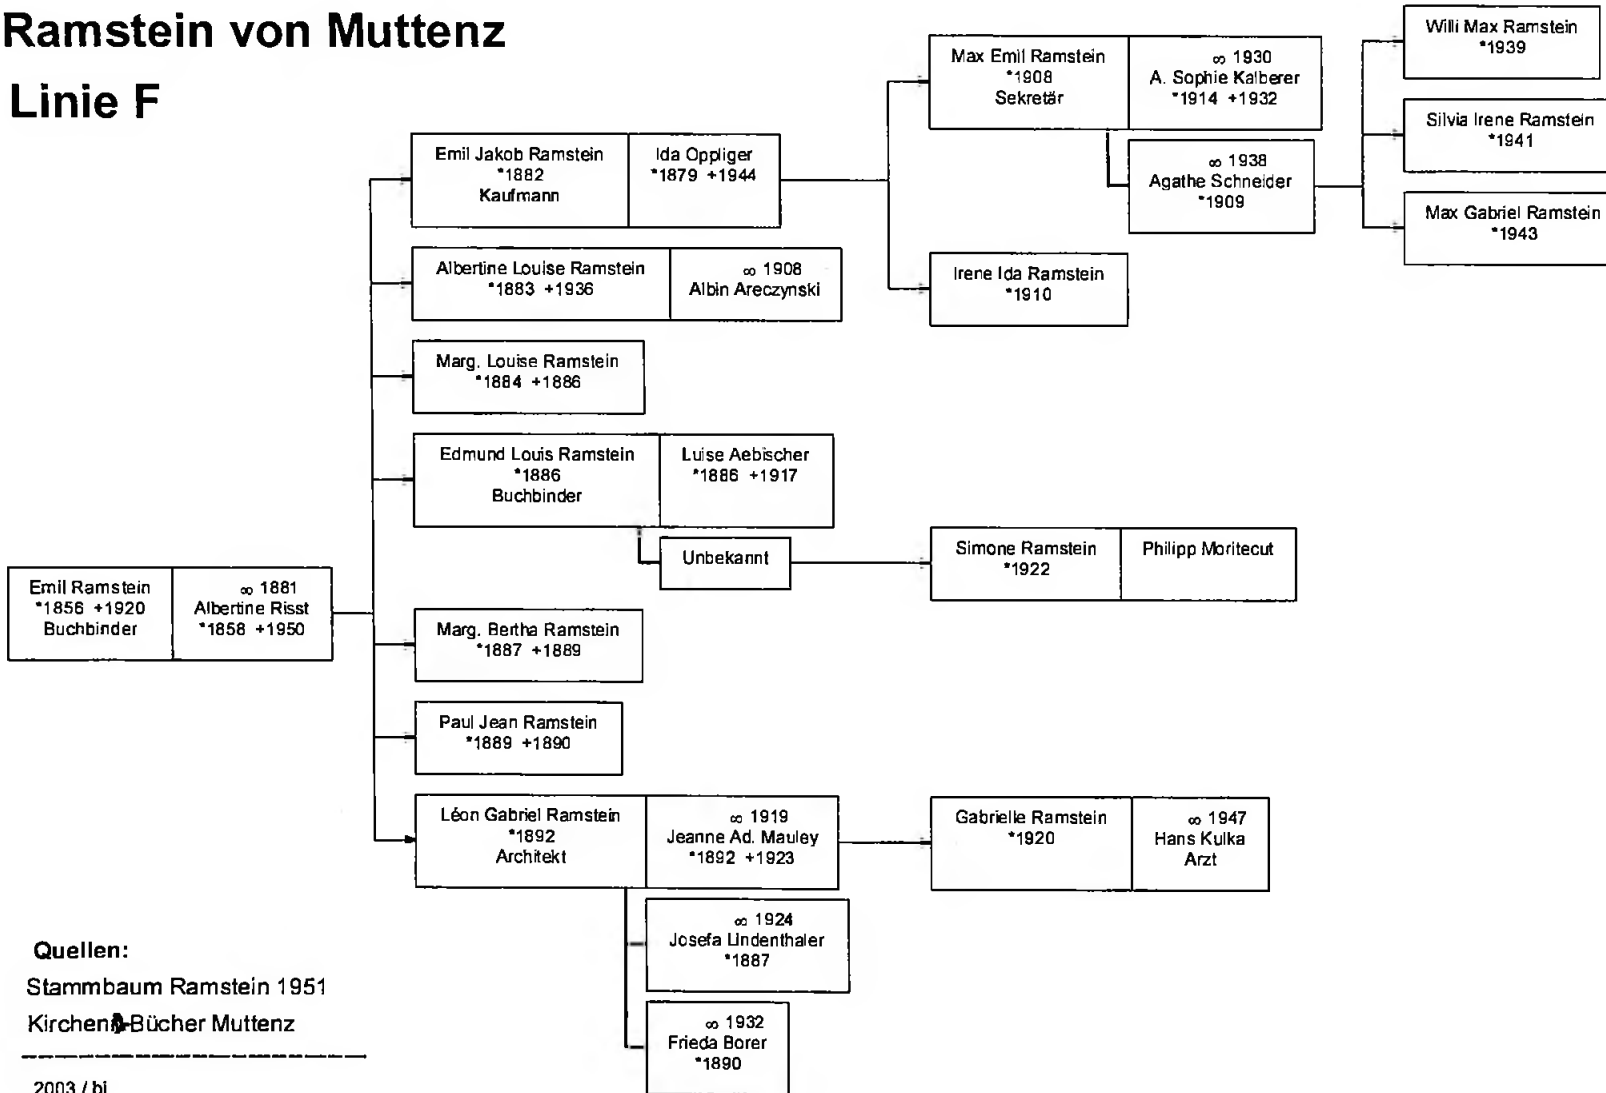 Ramstein von Muttenz
Linie F
Emil Ramstein
*1856 +1920
Buchbinder
∞ 1881
Albertine Risst
*1858 +1950
Emil Jakob Ramstein
*1882
Kaufmann
Ida Oppliger
*1879 +1944
Albertine Louise Ramstein
*1883 +1936
∞ 1908
Albin Areczynski
Marg. Louise Ramstein
*1884 +1886
Edmund Louis Ramstein
*1886
Buchbinder
Luise Aebischer
*1886 +1917
Unbekannt
Marg. Bertha Ramstein
*1887 +1889
Paul Jean Ramstein
*1889 +1890
Léon Gabriel Ramstein
*1892
Architekt
∞ 1919
Jeanne Ad. Mauley
*1892 +1923
∞ 1924
Josefa Lindenthaler
*1887
∞ 1932
Frieda Borer
*1890
Max Emil Ramstein
*1908
Sekretär
∞ 1930
A. Sophie Kalberer
*1914 +1932
∞ 1938
Agathe Schneider
*1909
Irene Ida Ramstein
*1910
Simone Ramstein
*1922
Philipp Moritecut
Gabrielle Ramstein
*1920
∞ 1947
Hans Kulka
Arzt
Willi Max Ramstein
*1939
Silvia Irene Ramstein
*1941
Max Gabriel Ramstein
*1943
Quellen:
Stammbaum Ramstein 1951
Kirchen-Bücher Muttenz
2003 / bj